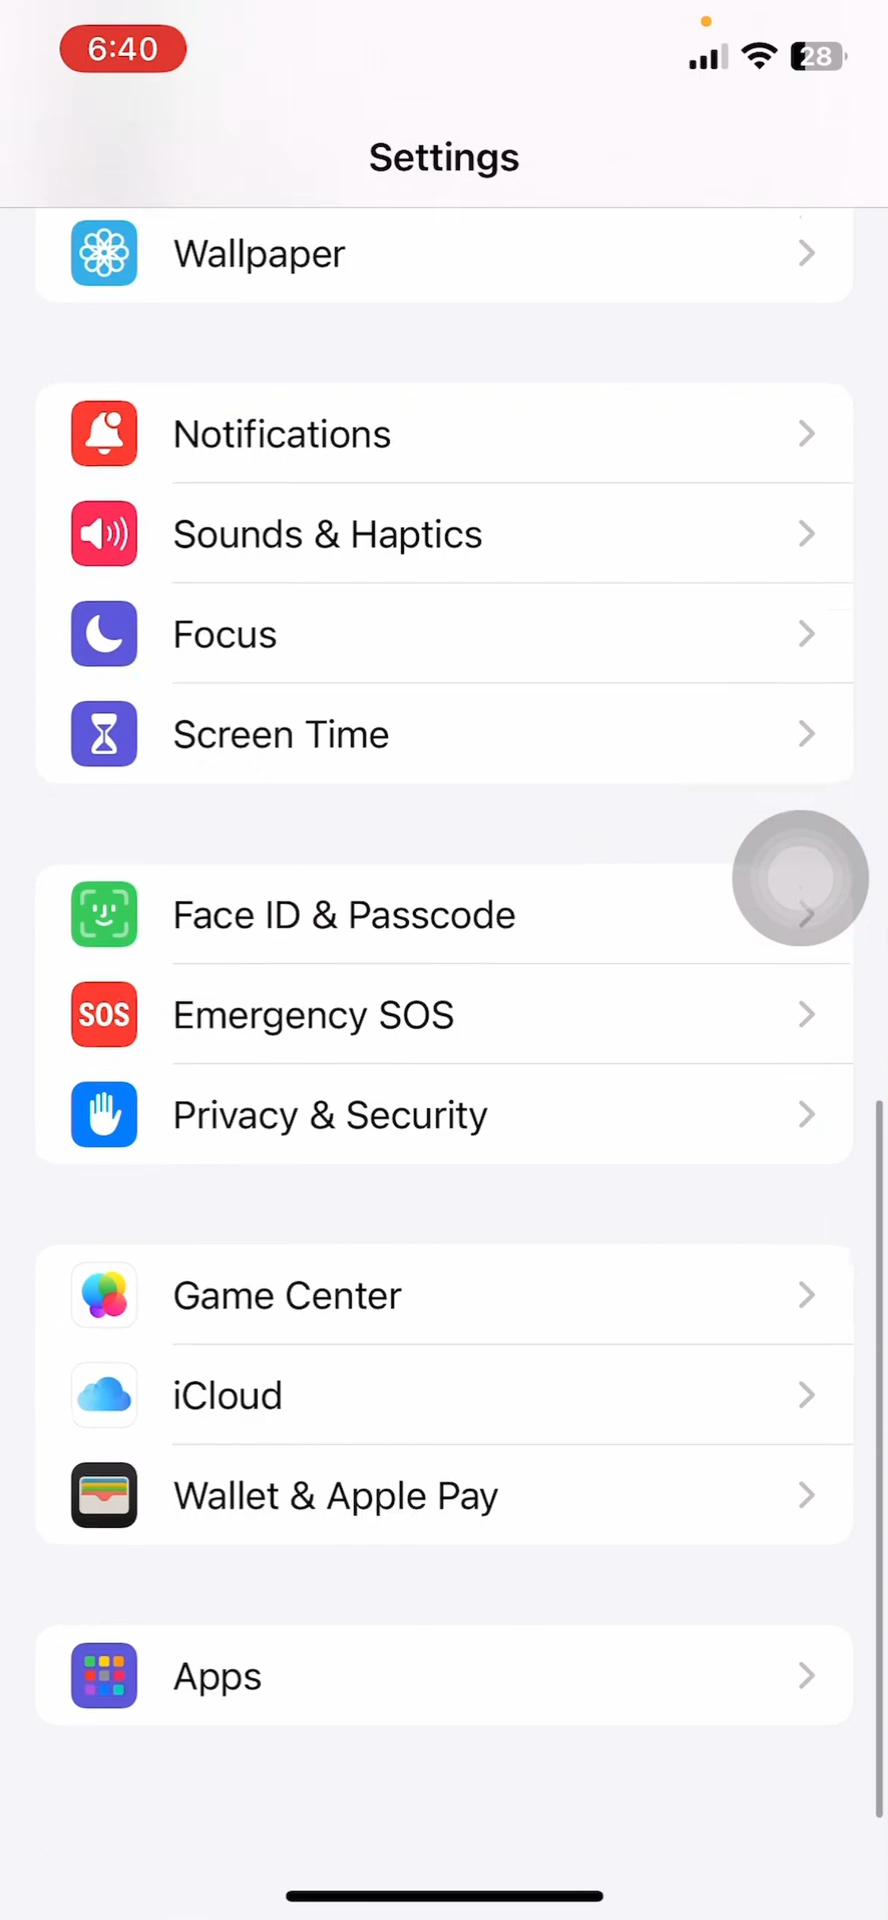 6:40
28
Settings
Wallpaper
Notifications
Sounds & Haptics
Focus
Screen Time
Face ID & Passcode
SOS
Emergency SOS
Privacy & Security
Game Center
iCloud
Wallet & Apple Pay
Apps